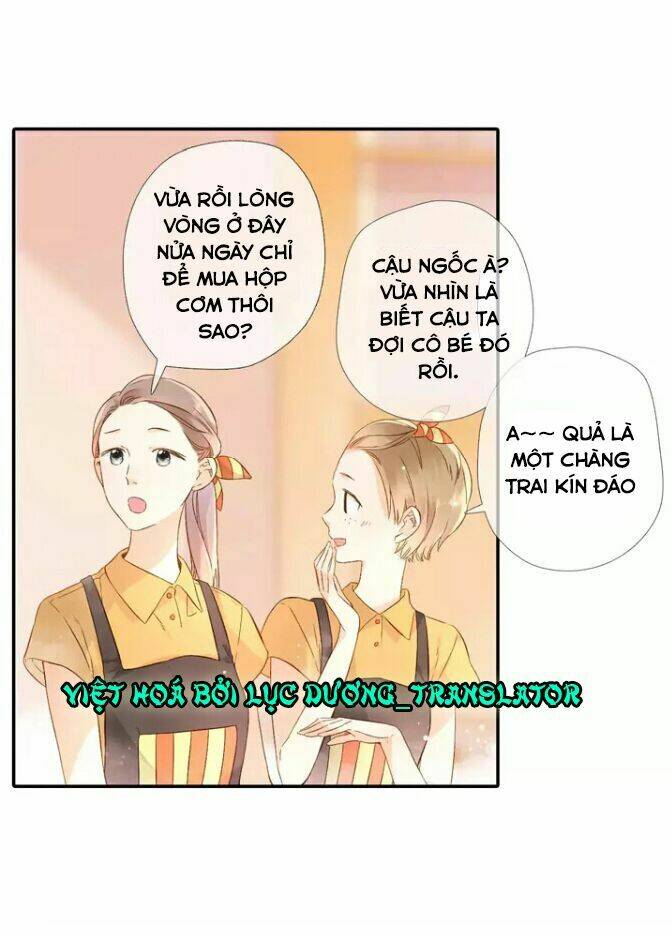 VỪA RỒI LÒNG
VÒNG Ở ĐÂY
NỬA NGÀY CHỈ
ĐỂ MUA HỘP
CƠM THÔI
SAO?
CẬU NGỐC À?
VỪA NHÌN LÀ
BIẾT CẬU TA
ĐỢI CÔ BÉ ĐÓ
RỒI.
A~~ QUẢ LÀ
MỘT CHÀNG
TRAI KÍN ĐÁO
VIỆT HOÁ BỞI LỤC DƯƠNG_TRANSLATOR